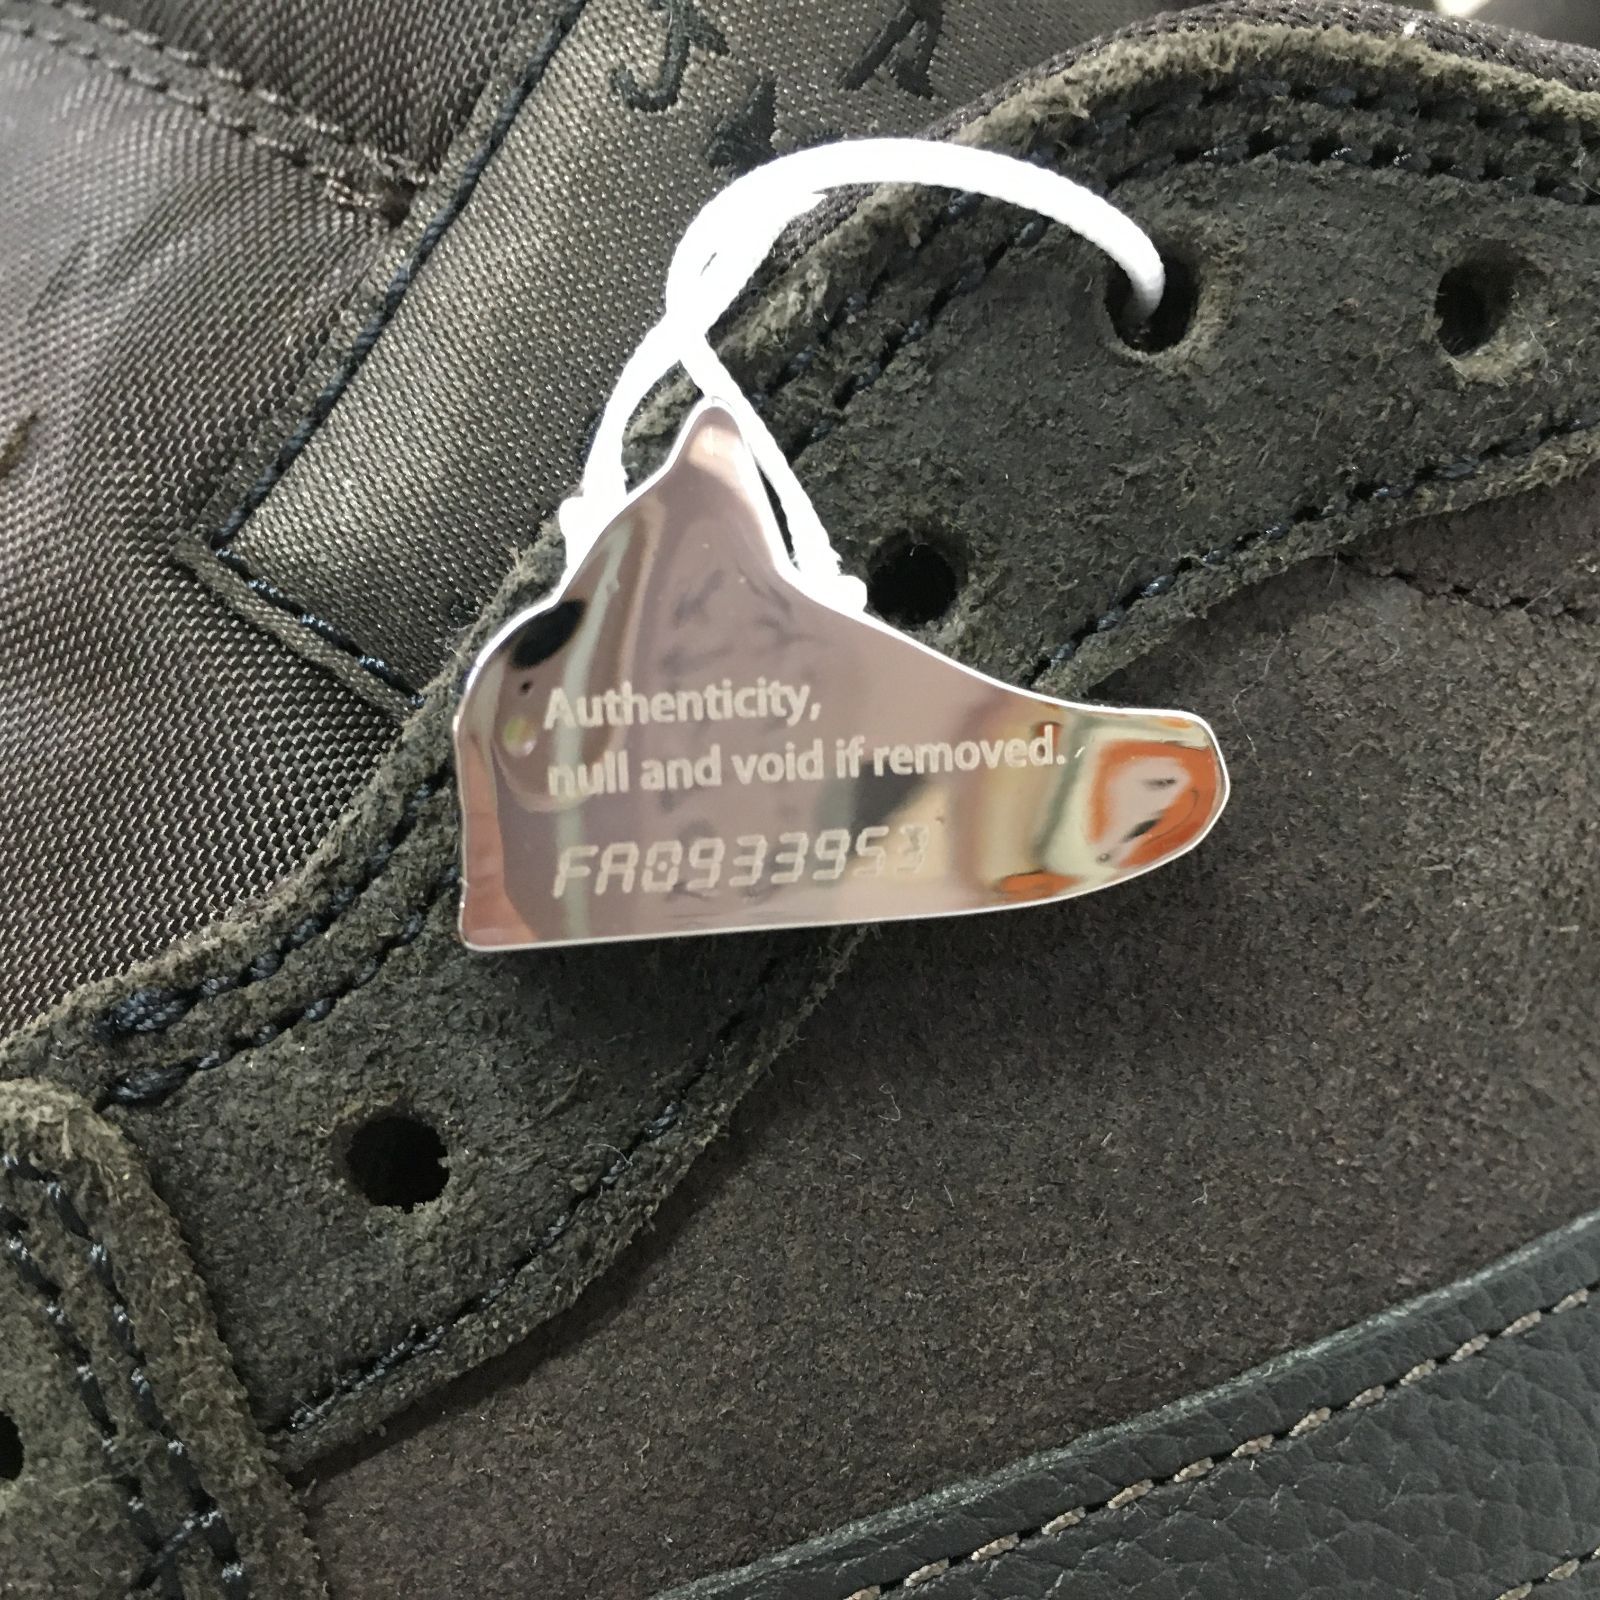 Authenticity,
null and void if removed.
FA0933953